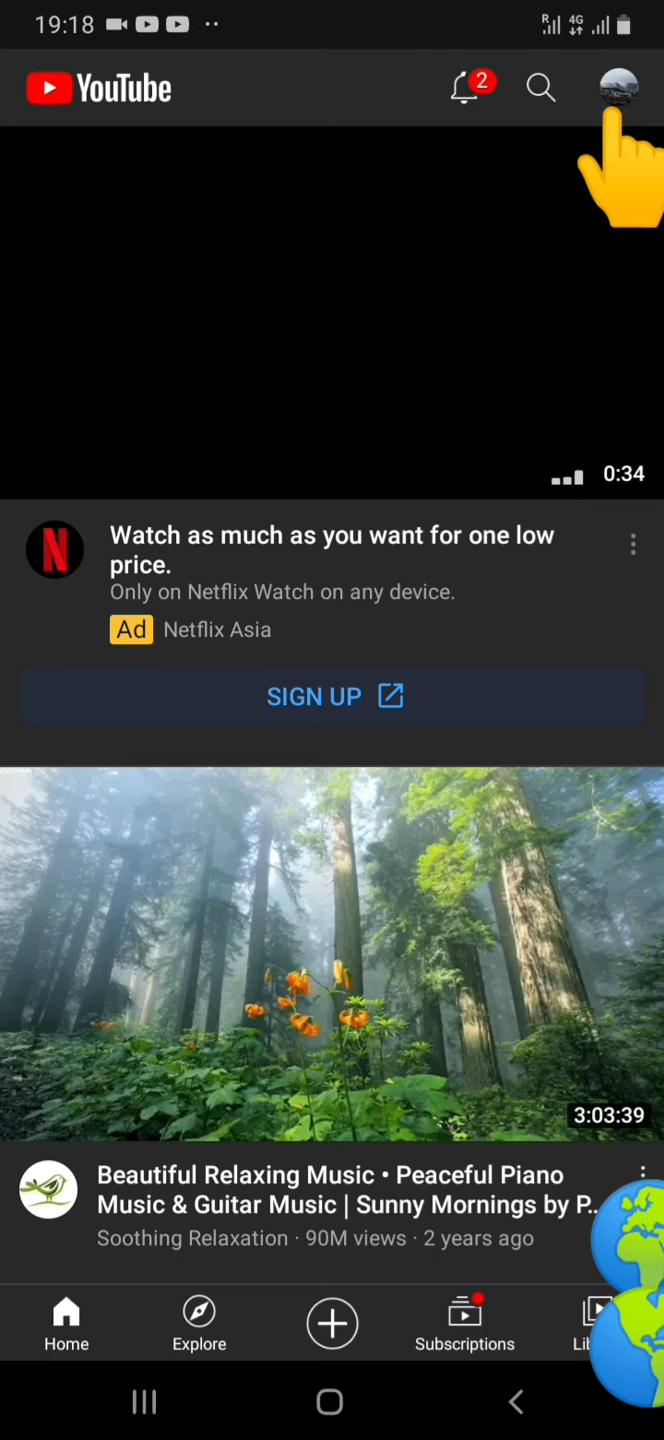 19:18
R 4G
YouTube
2
0:34
N
Watch as much as you want for one low
price.
Only on Netflix Watch on any device.
Ad Netflix Asia
SIGN UP
3:03:39
Beautiful Relaxing Music • Peaceful Piano
Music & Guitar Music | Sunny Mornings by P...
Soothing Relaxation · 90M views · 2 years ago
Home Explore Subscriptions